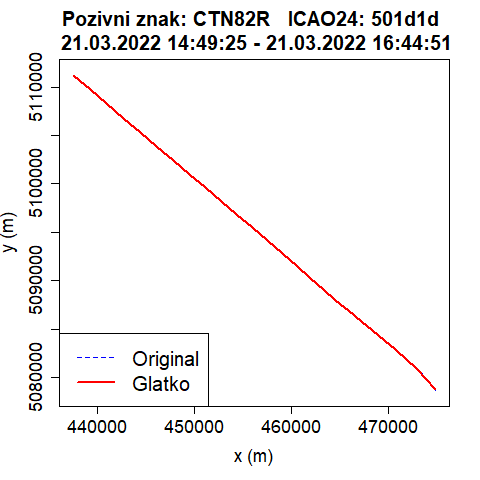 Pozivni znak: CTN82R   ICAO24: 501d1d
21.03.2022 14:49:25 - 21.03.2022 16:44:51
5110000
5100000
5090000
5080000
y (m)
Original
Glatko
440000
450000
460000
470000
x (m)